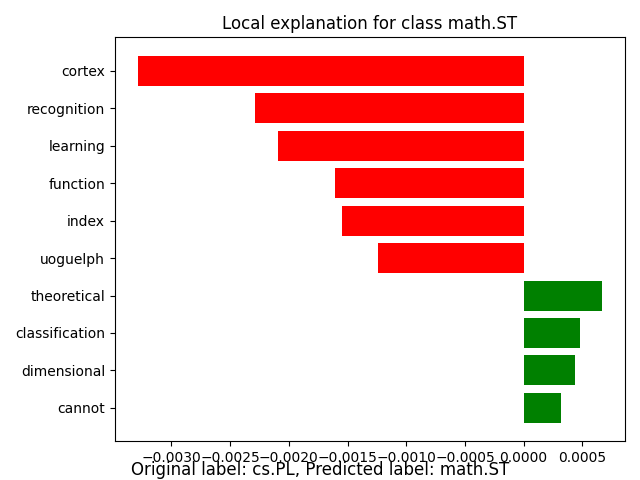 Local explanation for class math.ST
cortex
recognition
learning
function
index
uoguelph
theoretical
classification
dimensional
cannot
−0.0030 −0.0025 −0.0020 −0.0015 −0.0010 −0.0005 0.0000 0.0005
Original label: cs.PL, Predicted label: math.ST